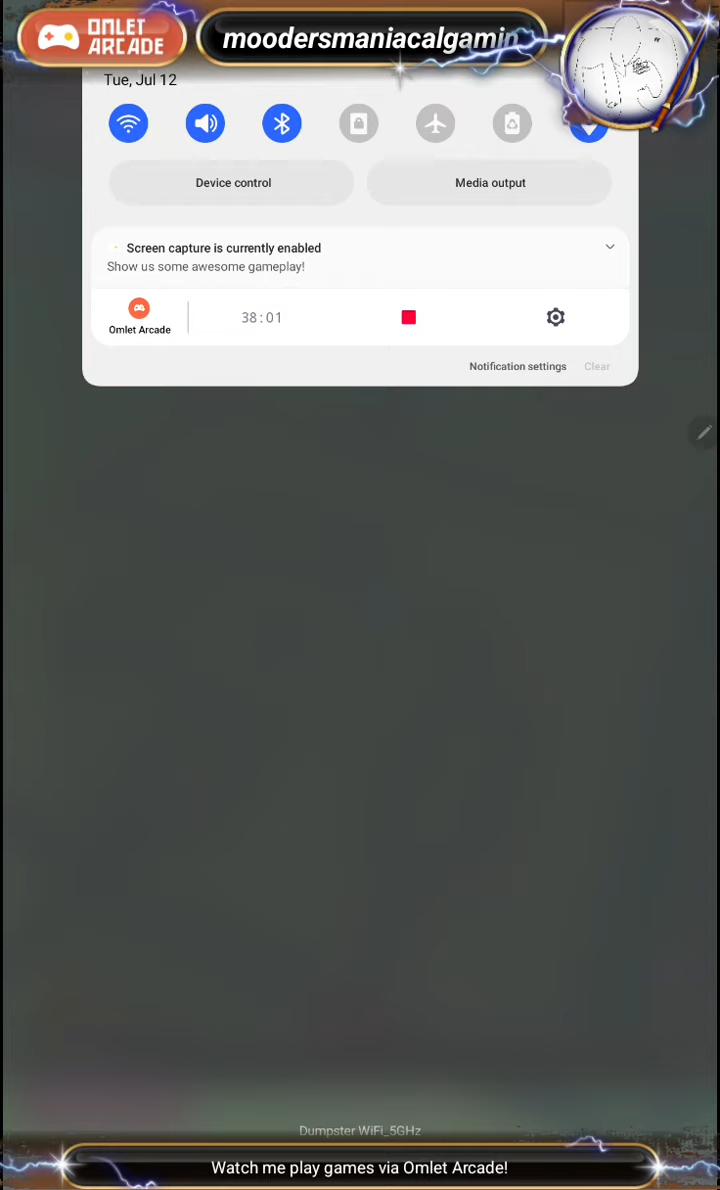 OMLET
ARCADE
moodersmaniacalgamin
Tue, Jul 12
Device control
Media output
Screen capture is currently enabled
Show us some awesome gameplay!
Omlet Arcade
38:01
Notification settings
Clear
Dumpster WiFi_5GHz
Watch me play games via Omlet Arcade!